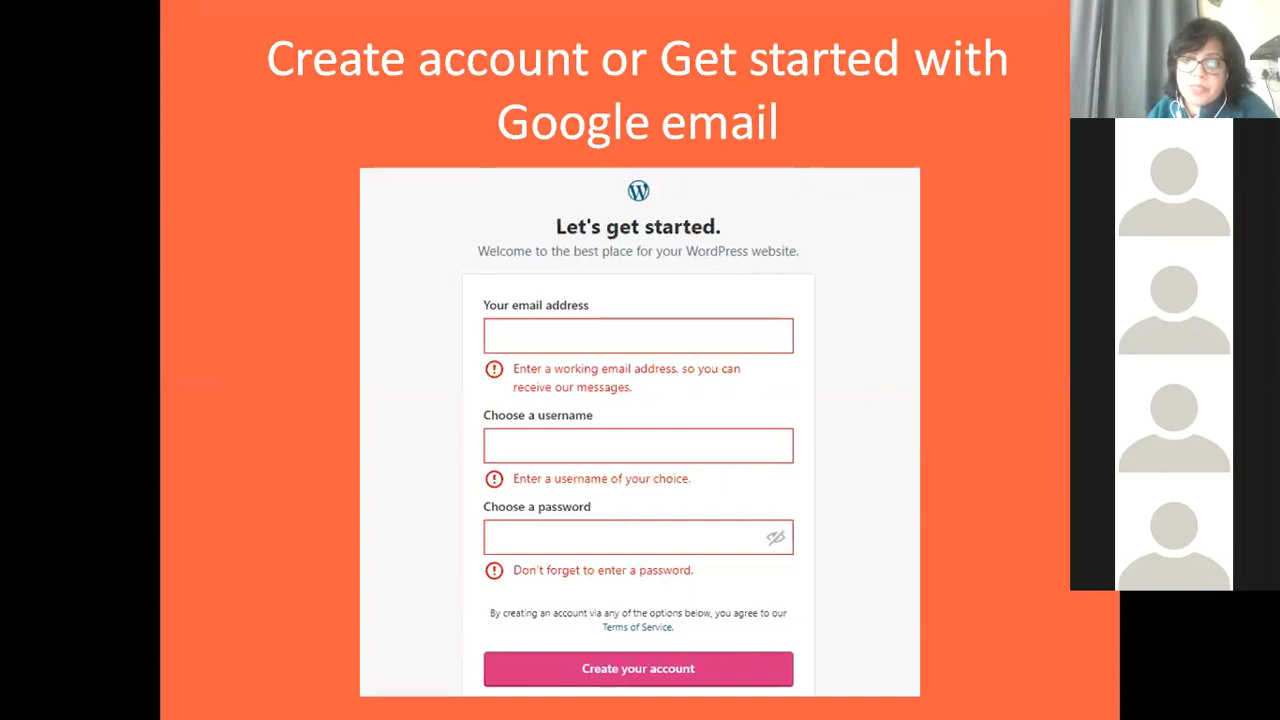 Create account or Get started with
Google email
Let's get started.
Welcome to the best place for your WordPress website.
Your email address
Enter a working email address, so you can
receive our messages.
Choose a username
Enter a username of your choice.
Choose a password
Don't forget to enter a password.
By creating an account via any of the options below, you agree to our
Terms of Service.
Create your account